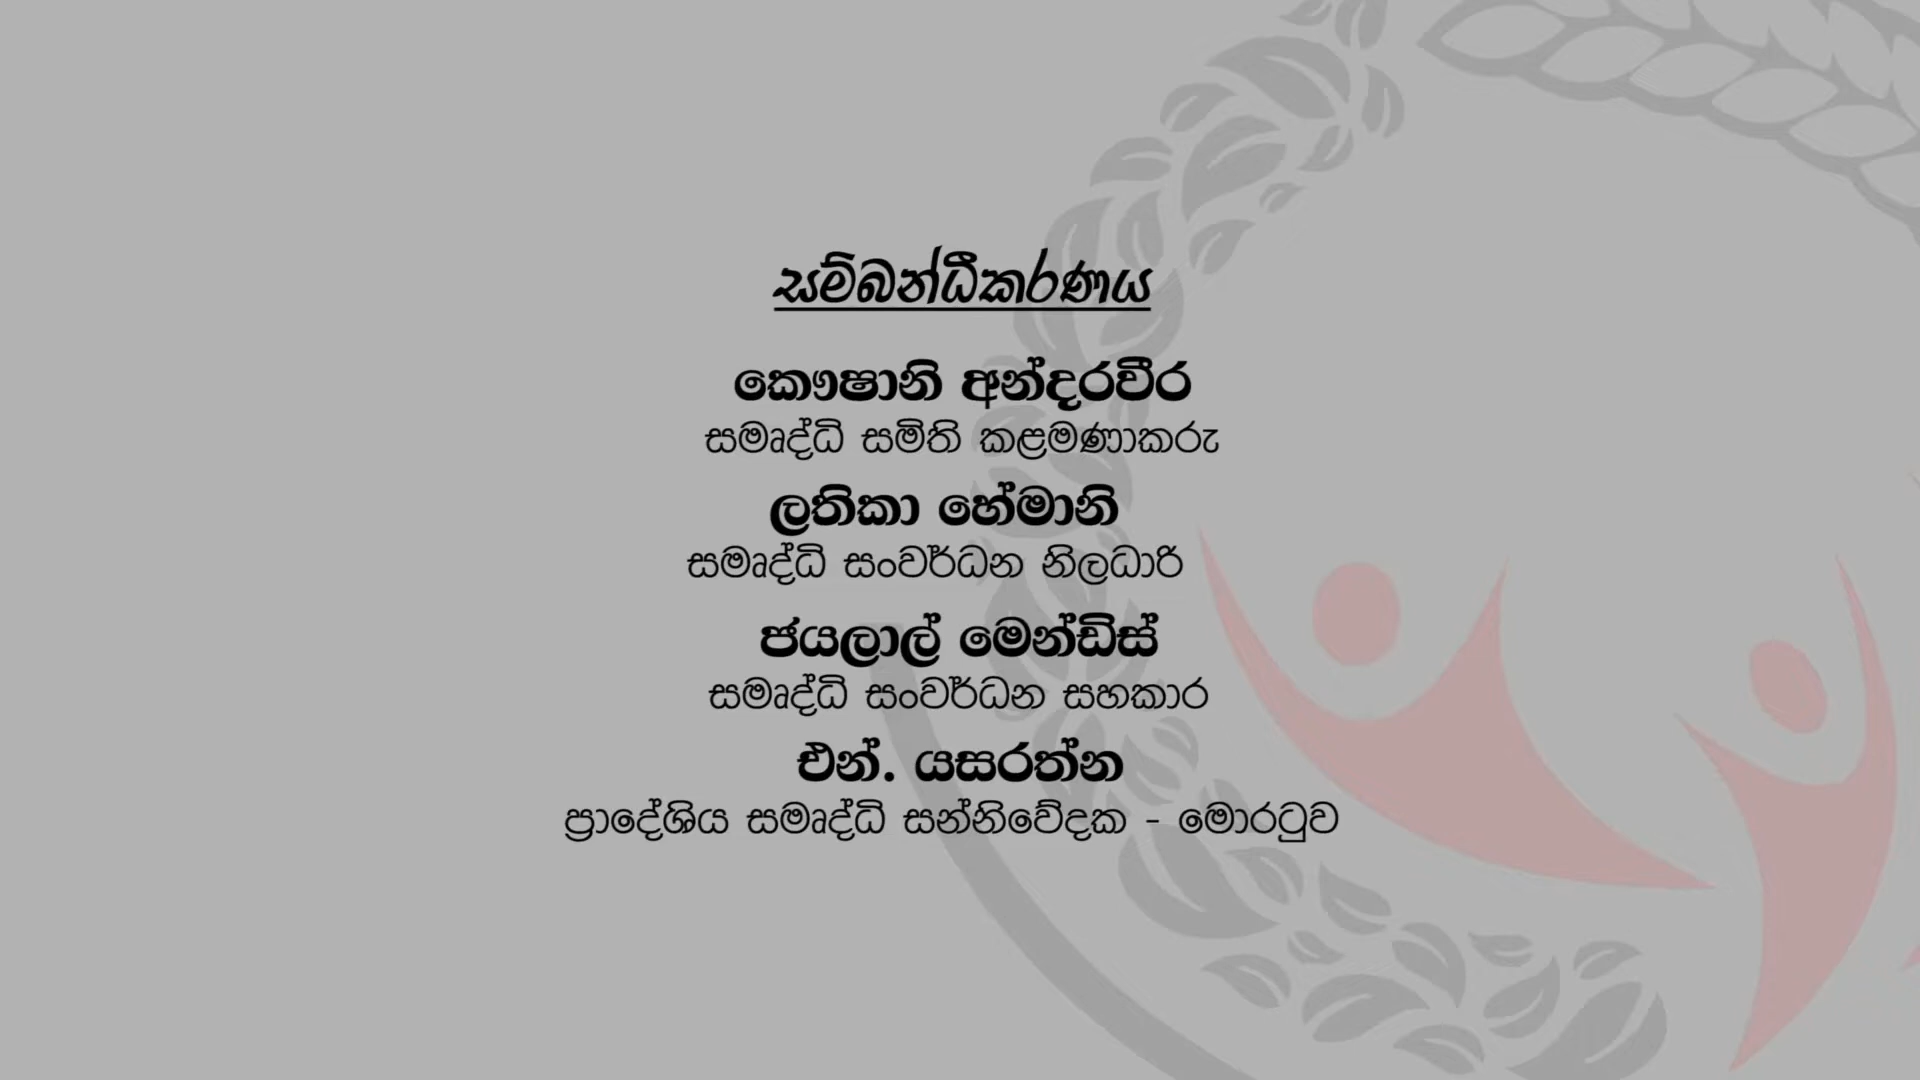 සම්බන්ධීකරණය
කෞෂානි අන්දරවීර
සමෘද්ධි සමිති කළමණාකරු
ලතිකා හේමානි
සමෘද්ධි සංවර්ධන නිලධාරි
ජයලාල් මෙන්ඩිස්
සමෘද්ධි සංවර්ධන සහකාර
එන්. යසරත්න
ප්‍රාදේශිය සමෘද්ධි සන්නිවේදක - මොරටුව